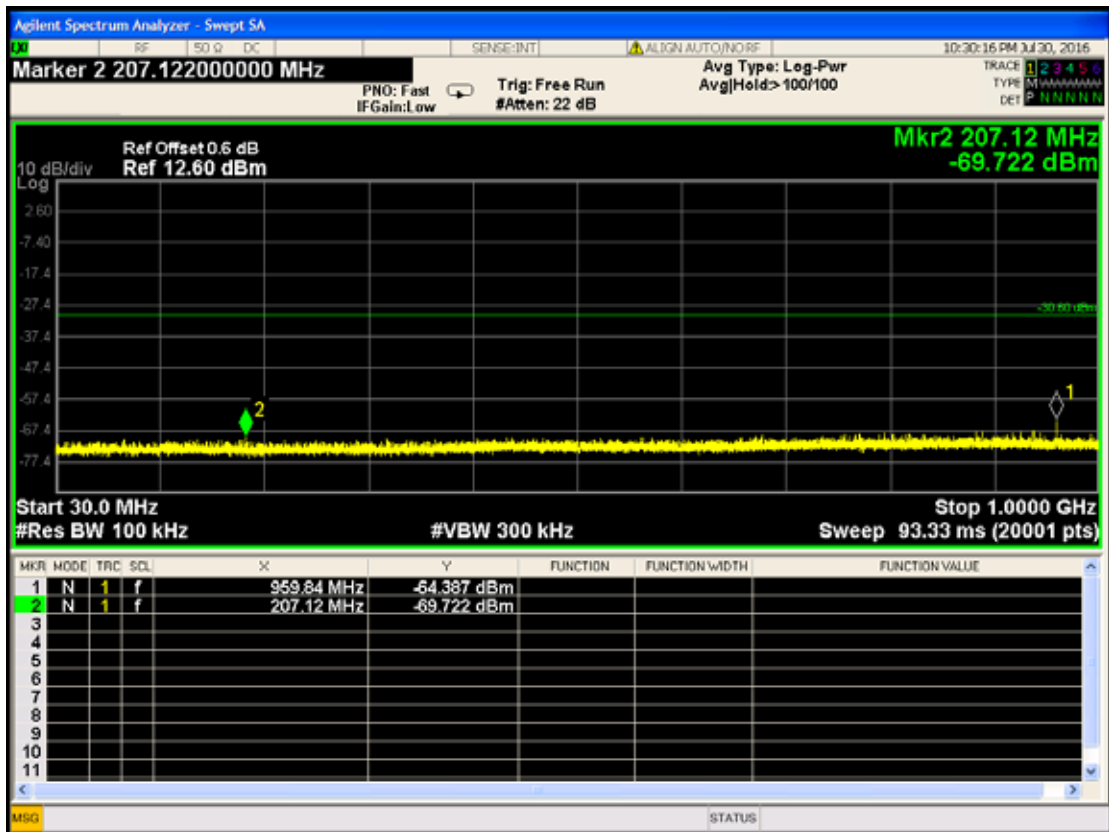 Agilent Spectrum Analyzer - Swept SA
LXI RF 50 Ω DC SENSE:INT ALIGN AUTO/NO RF 10:30:16 PM Jul 30, 2016
Marker 2 207.122000000 MHz
PNO: Fast
IFGain:Low
Trig: Free Run
#Atten: 22 dB
Avg Type: Log-Pwr
Avg|Hold:> 100/100
TRACE 1 2 3 4 5 6
TYPE M
DET P N N N N N
Mkr2 207.12 MHz
-69.722 dBm
Ref Offset 0.6 dB
10 dB/div Ref 12.60 dBm
Log
2.60
-7.40
-17.4
-27.4
-30.60 dBm
-37.4
-47.4
-57.4
1
2
-67.4
-77.4
Start 30.0 MHz Stop 1.0000 GHz
#Res BW 100 kHz #VBW 300 kHz Sweep 93.33 ms (20001 pts)
MKR MODE TRC SCL X Y FUNCTION FUNCTION WIDTH FUNCTION VALUE
1 N 1 f 959.84 MHz -64.387 dBm
2 N 1 f 207.12 MHz -69.722 dBm
3
4
5
6
7
8
9
10
11
MSG STATUS